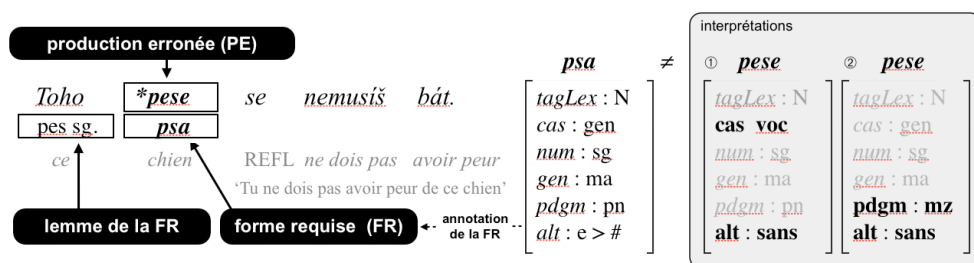 interprétations
production erronée (PE)
psa ≠ ① pese ② pese
Toho *pese se nemusíš bát.
pes sg. psa
ce chien REFL ne dois pas avoir peur
‘Tu ne dois pas avoir peur de ce chien’
lemme de la FR
forme requise (FR)
annotation
de la FR
tagLex : N
cas : gen
num : sg
gen : ma
pdgm : pn
alt : e > #
tagLex : N
cas voc
num : sg
gen : ma
pdgm : pn
alt : sans
tagLex : N
cas : gen
num : sg
gen : ma
pdgm : mz
alt : sans